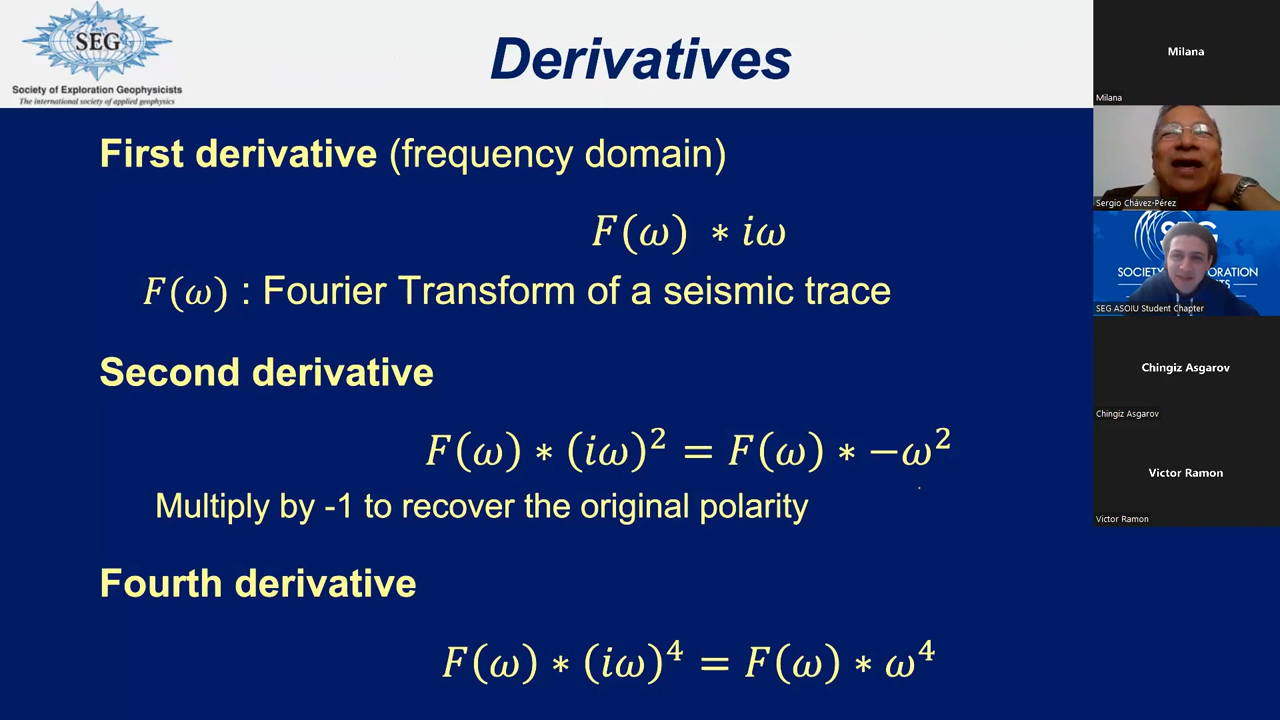 SEG
Society of Exploration Geophysicists
The international society of applied geophysics
Derivatives
First derivative (frequency domain)
F(ω) * iω
F(ω) : Fourier Transform of a seismic trace
Second derivative
F(ω) * (iω)² = F(ω) * −ω²
Multiply by -1 to recover the original polarity
Fourth derivative
F(ω) * (iω)⁴ = F(ω) * ω⁴
Milana
Milana
Sergio Chávez-Pérez
SEG
SEG ASOIU Student Chapter
Chingiz Asgarov
Chingiz Asgarov
Victor Ramon
Victor Ramon